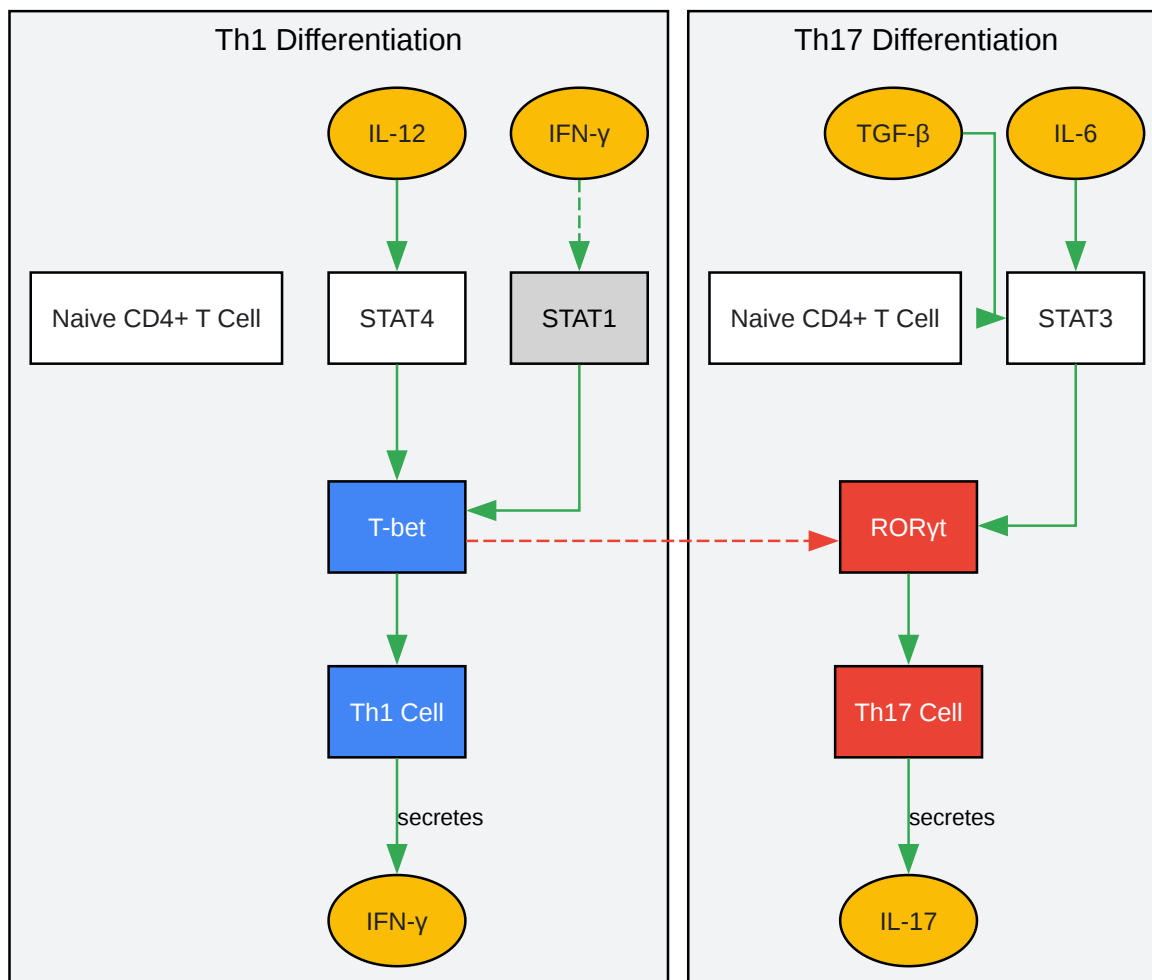 Th1 Differentiation
IL-12
IFN-γ
Naive CD4+ T Cell
STAT4
STAT1
T-bet
Th1 Cell
secretes
IFN-γ
Th17 Differentiation
TGF-β
IL-6
Naive CD4+ T Cell
STAT3
RORγt
Th17 Cell
secretes
IL-17